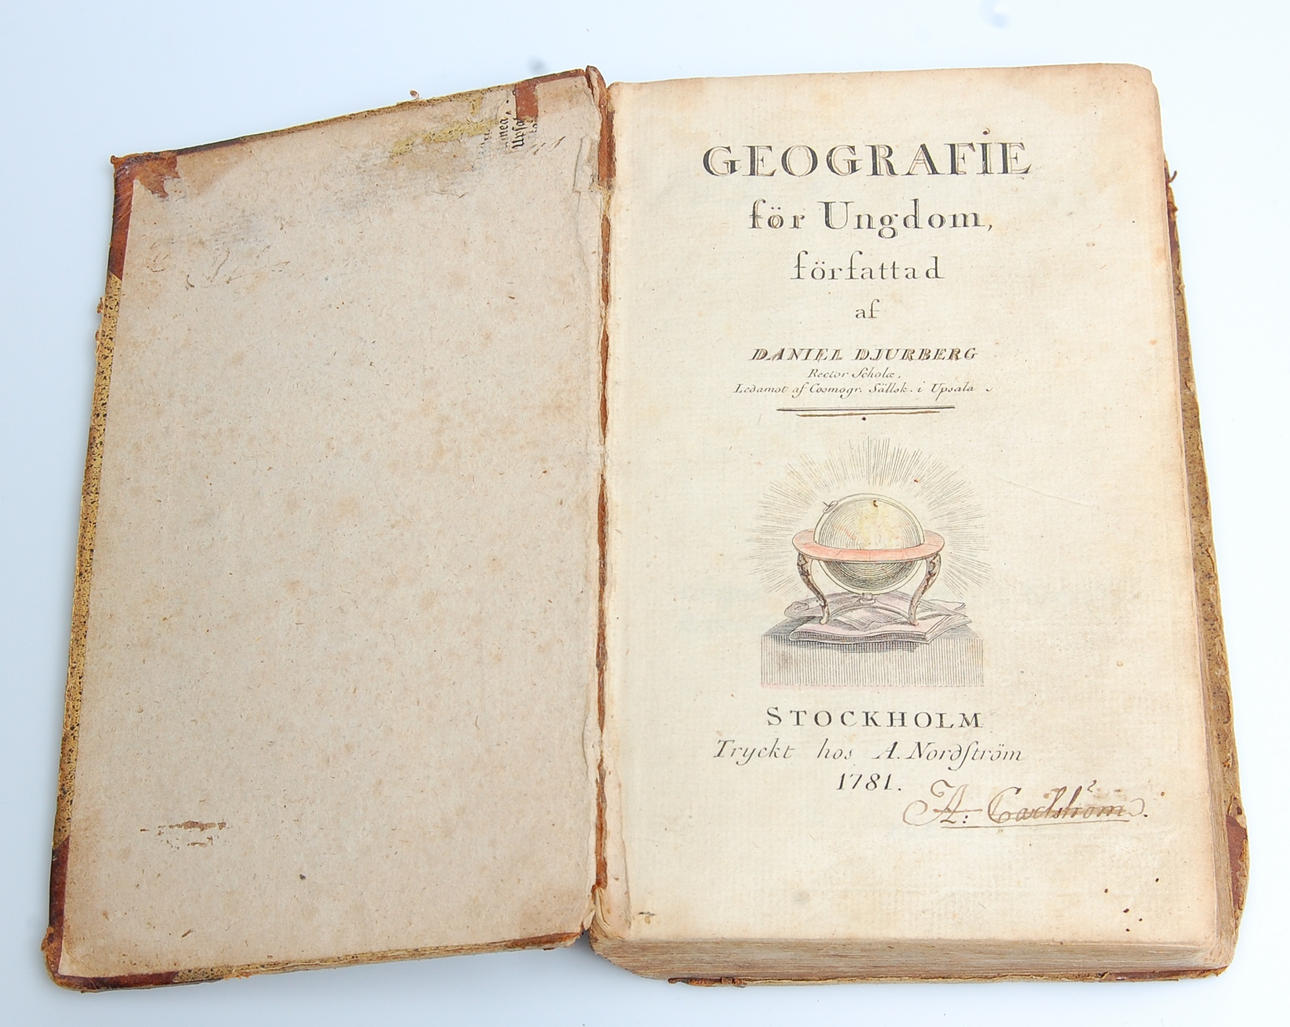 Upsa
GEOGRAFIE
för Ungdom,
författad
af
DANIEL DJURBERG
Rector Scholæ,
Ledamot af Cosmogr. Sällsk. i Upsala
STOCKHOLM
Tryckt hos A. Nordström
1781.
A: Carlström.